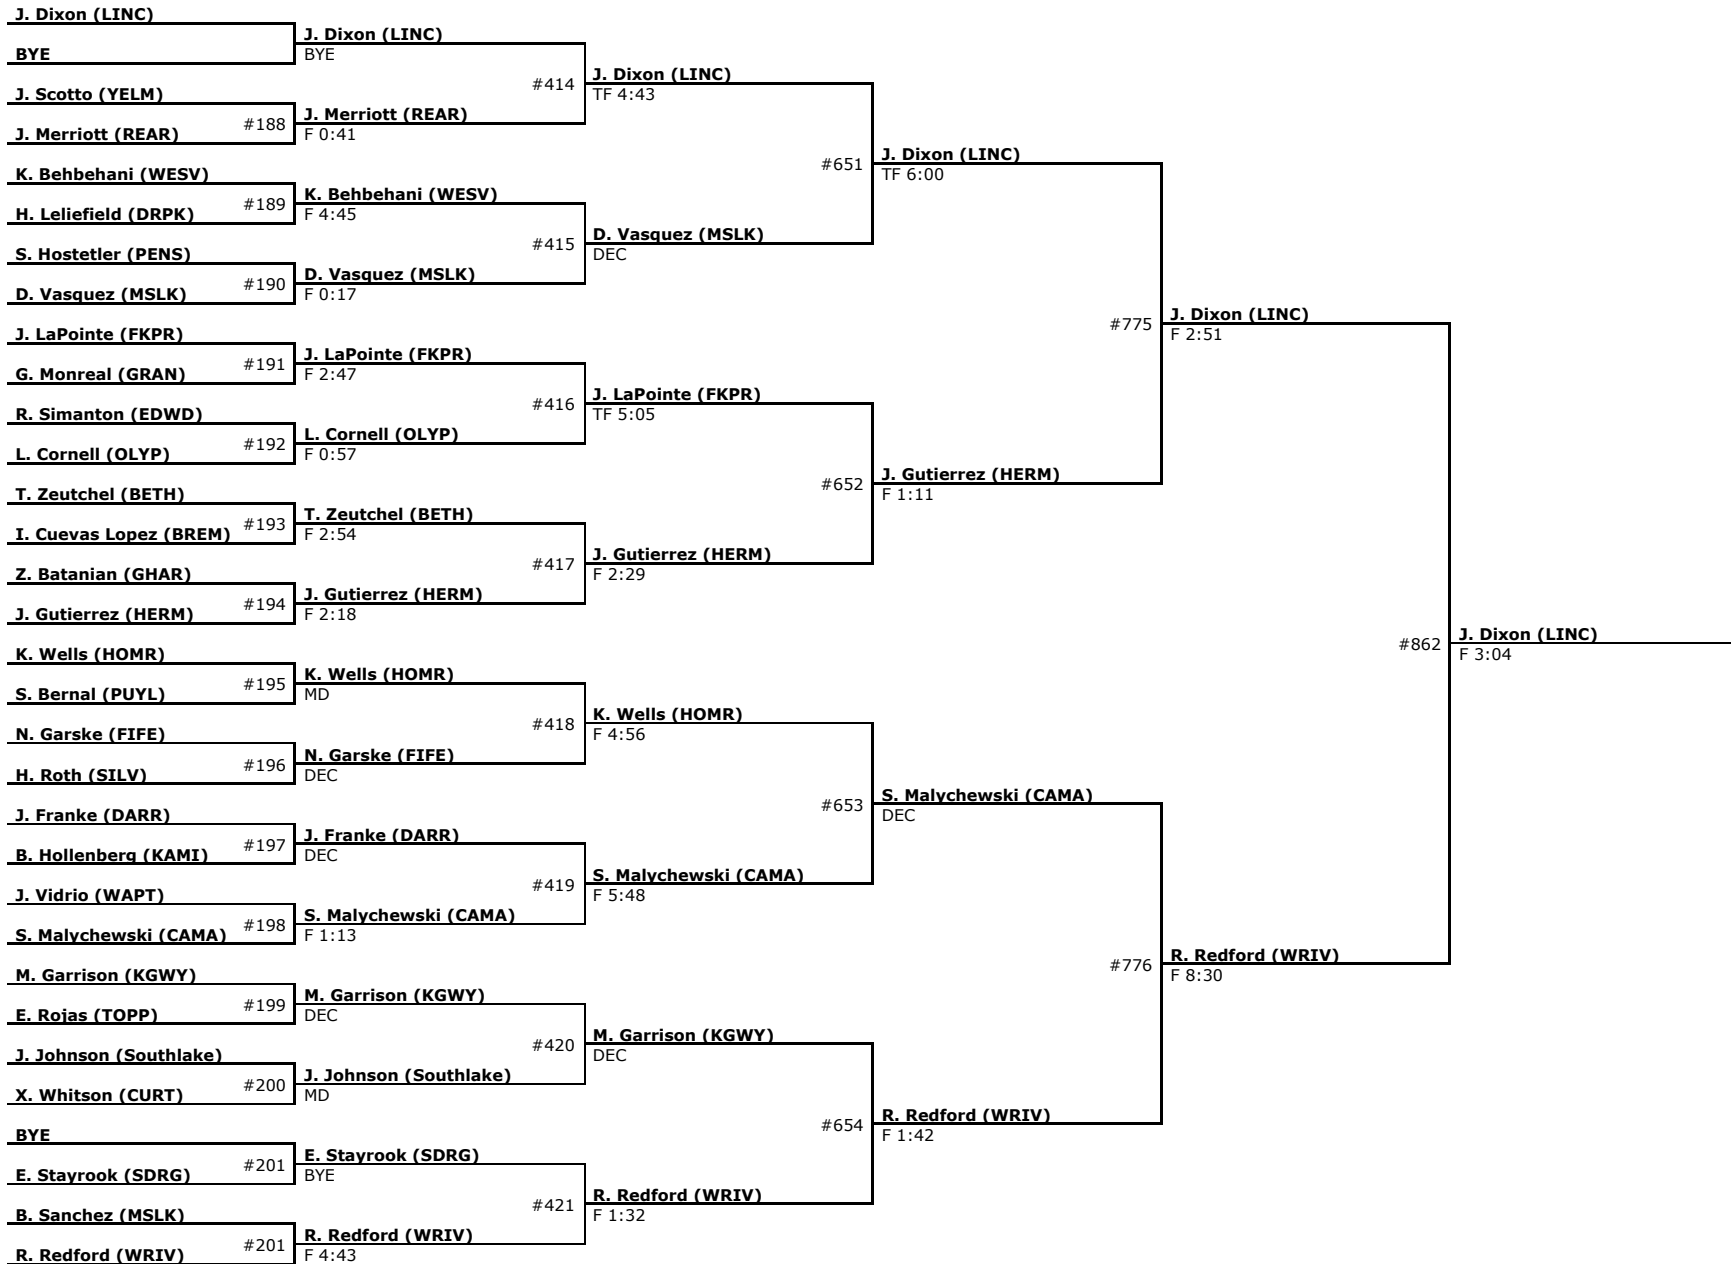 J. Dixon (LINC)
BYE
J. Scotto (YELM)
J. Merriott (REAR)
K. Behbehani (WESV)
H. Leliefield (DRPK)
S. Hostetler (PENS)
D. Vasquez (MSLK)
J. LaPointe (FKPR)
G. Monreal (GRAN)
R. Simanton (EDWD)
L. Cornell (OLYP)
T. Zeutchel (BETH)
I. Cuevas Lopez (BREM)
Z. Batanian (GHAR)
J. Gutierrez (HERM)
K. Wells (HOMR)
S. Bernal (PUYL)
N. Garske (FIFE)
H. Roth (SILV)
J. Franke (DARR)
B. Hollenberg (KAMI)
J. Vidrio (WAPT)
S. Malychewski (CAMA)
M. Garrison (KGWY)
E. Rojas (TOPP)
J. Johnson (Southlake)
X. Whitson (CURT)
BYE
E. Stayrook (SDRG)
B. Sanchez (MSLK)
R. Redford (WRIV)
#188
#189
#190
#191
#192
#193
#194
#195
#196
#197
#198
#199
#200
#201
#201
J. Dixon (LINC)
BYE
J. Merriott (REAR)
F 0:41
K. Behbehani (WESV)
F 4:45
D. Vasquez (MSLK)
F 0:17
J. LaPointe (FKPR)
F 2:47
L. Cornell (OLYP)
F 0:57
T. Zeutchel (BETH)
F 2:54
J. Gutierrez (HERM)
F 2:18
K. Wells (HOMR)
MD
N. Garske (FIFE)
DEC
J. Franke (DARR)
DEC
S. Malychewski (CAMA)
F 1:13
M. Garrison (KGWY)
DEC
J. Johnson (Southlake)
MD
E. Stayrook (SDRG)
BYE
R. Redford (WRIV)
F 4:43
#414
#415
#416
#417
#418
#419
#420
#421
J. Dixon (LINC)
TF 4:43
D. Vasquez (MSLK)
DEC
J. LaPointe (FKPR)
TF 5:05
J. Gutierrez (HERM)
F 2:29
K. Wells (HOMR)
F 4:56
S. Malychewski (CAMA)
F 5:48
M. Garrison (KGWY)
DEC
R. Redford (WRIV)
F 1:32
#651
#652
#653
#654
J. Dixon (LINC)
TF 6:00
J. Gutierrez (HERM)
F 1:11
S. Malychewski (CAMA)
DEC
R. Redford (WRIV)
F 1:42
#775
#776
J. Dixon (LINC)
F 2:51
R. Redford (WRIV)
F 8:30
#862
J. Dixon (LINC)
F 3:04